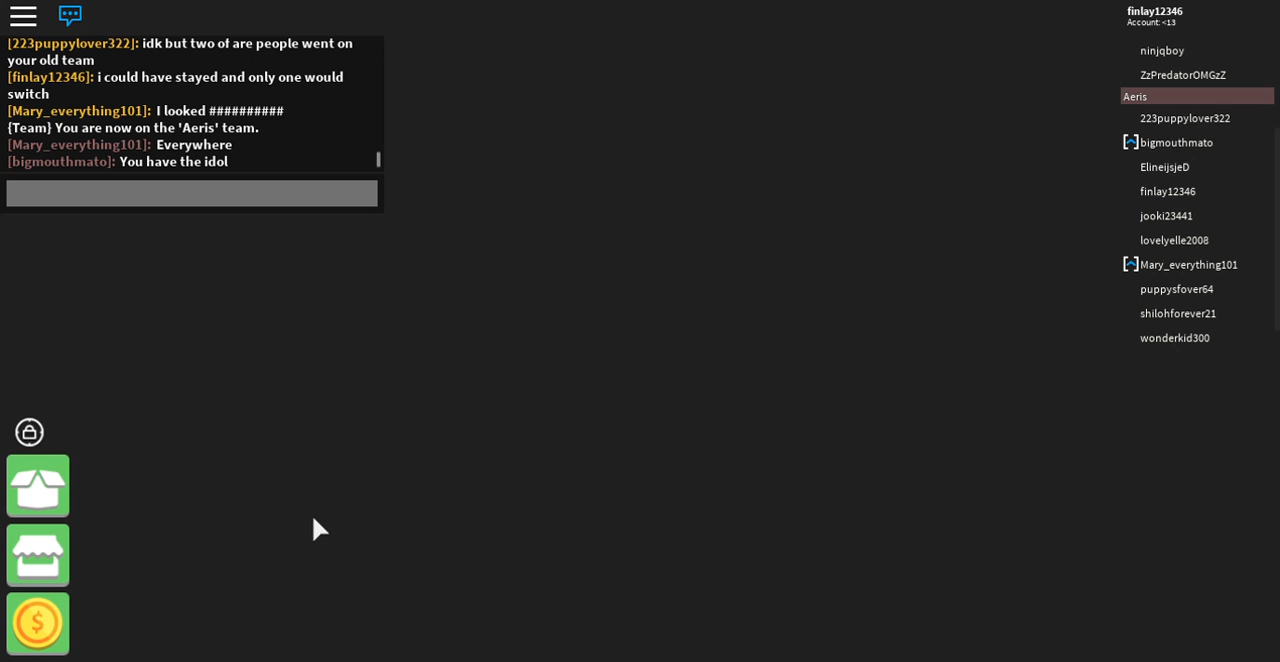 [223puppylover322]: idk but two of are people went on
your old team
[finlay12346]: i could have stayed and only one would
switch
[Mary_everything101]: I looked ##########
{Team} You are now on the 'Aeris' team.
[Mary_everything101]: Everywhere
[bigmouthmato]: You have the idol
finlay12346
Account: <13
ninjqboy
ZzPredatorOMGzZ
Aeris
223puppylover322
bigmouthmato
ElineijsjeD
finlay12346
jooki23441
lovelyelle2008
Mary_everything101
puppysfover64
shilohforever21
wonderkid300
$